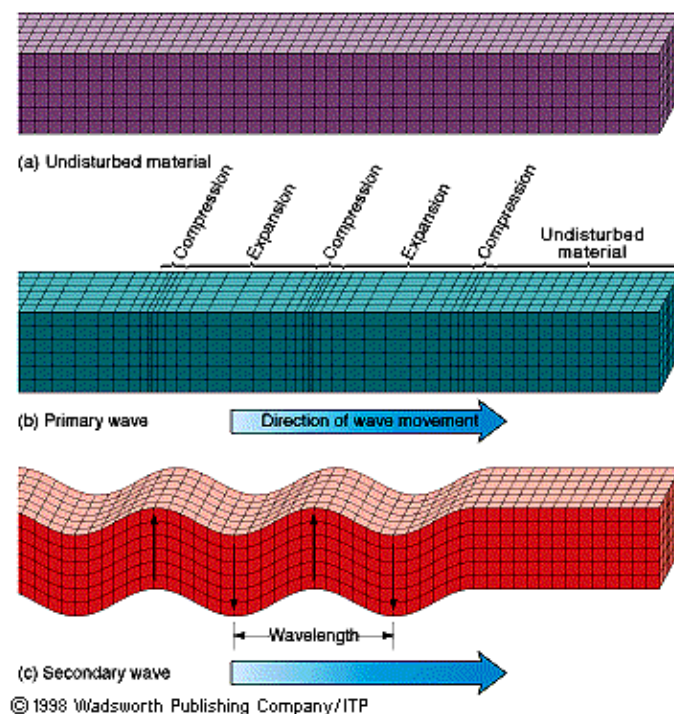 (a) Undisturbed material
Compression
Expansion
Compression
Expansion
Compression
Undisturbed
material
(b) Primary wave
Direction of wave movement
Wavelength
(c) Secondary wave
© 1998 Wadsworth Publishing Company/ITP